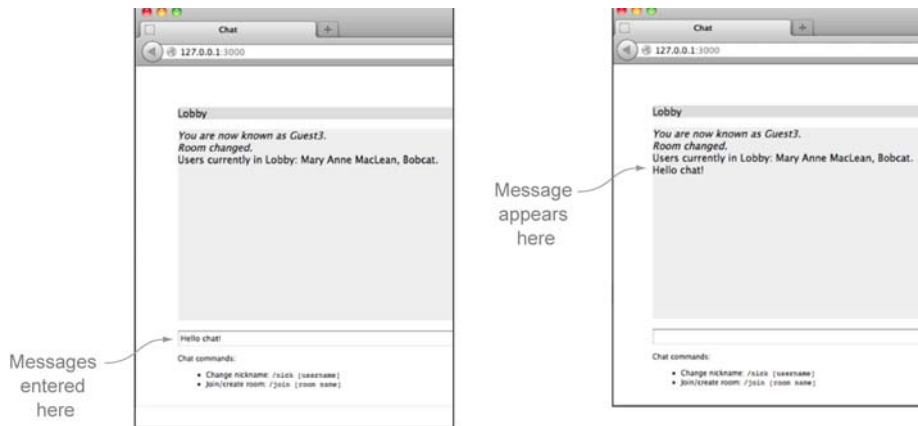 Chat
127.0.0.1:3000
Lobby
You are now known as Guest3.
Room changed.
Users currently in Lobby: Mary Anne MacLean, Bobcat.
Hello chat!
Chat commands:
Change nickname: /nick [username]
Join/create room: /join [room name]
Messages
entered
here
Chat
127.0.0.1:3000
Lobby
You are now known as Guest3.
Room changed.
Users currently in Lobby: Mary Anne MacLean, Bobcat.
Hello chat!
Message
appears
here
Chat commands:
Change nickname: /nick [username]
Join/create room: /join [room name]